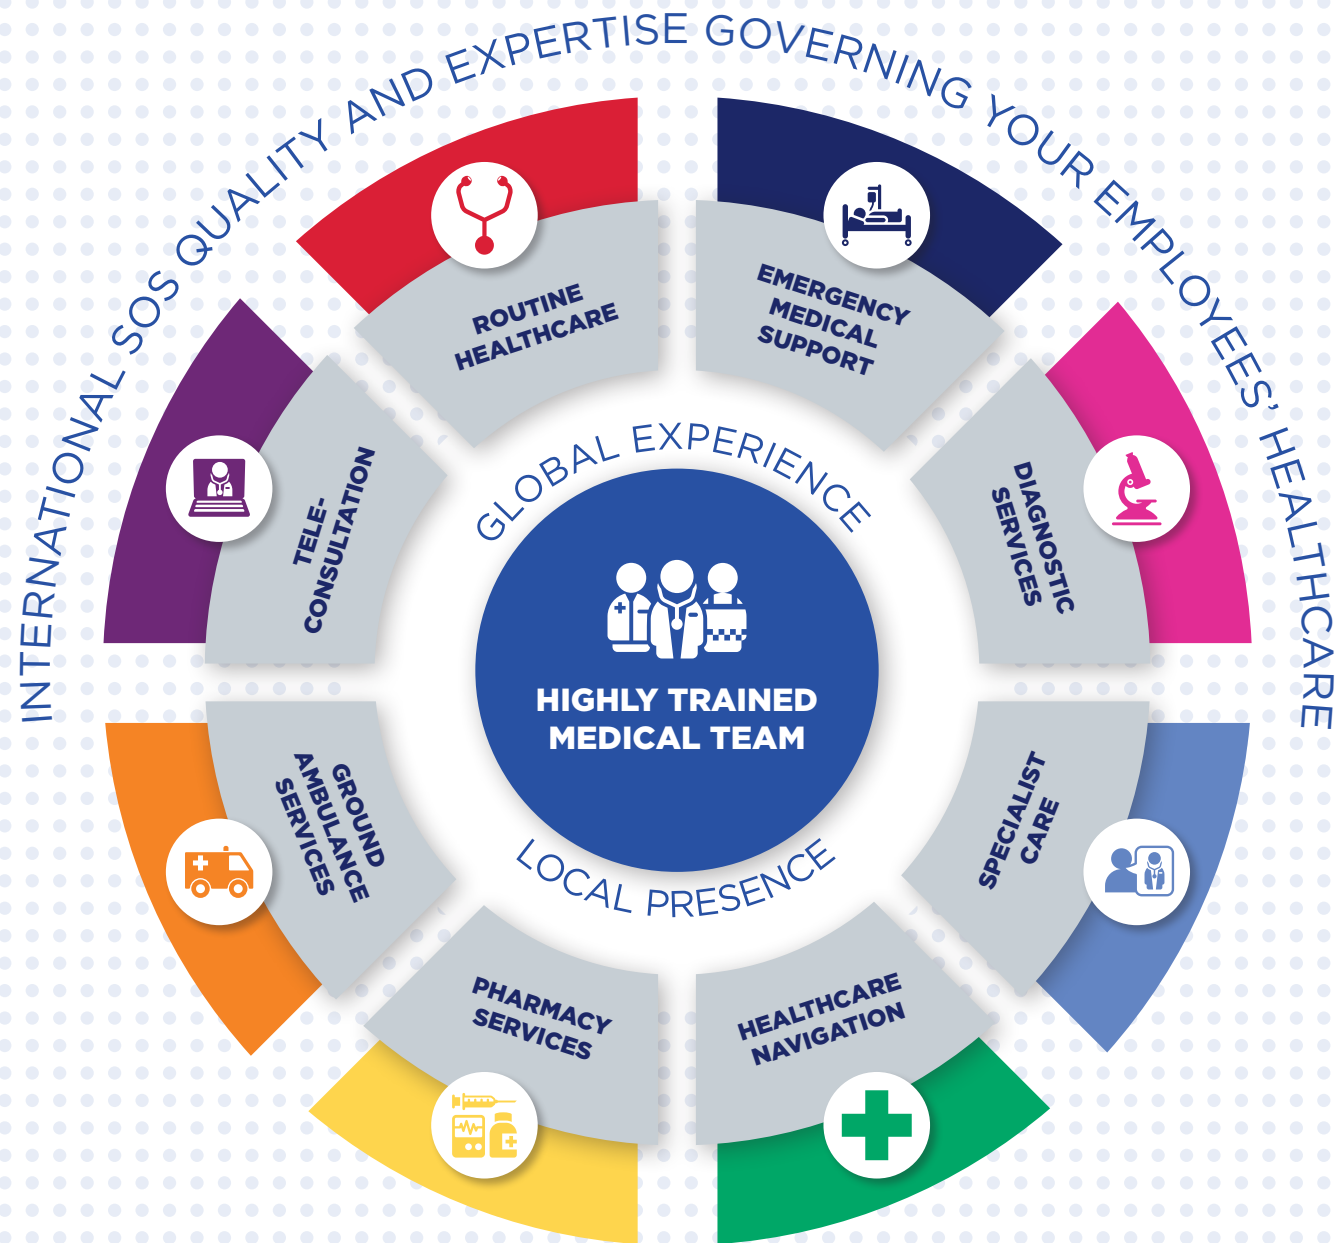 INTERNATIONAL SOS QUALITY AND EXPERTISE GOVERNING YOUR EMPLOYEES' HEALTHCARE
ROUTINE
HEALTHCARE
EMERGENCY
MEDICAL
SUPPORT
DIAGNOSTIC
SERVICES
SPECIALIST
CARE
HEALTHCARE
NAVIGATION
PHARMACY
SERVICES
GROUND
AMBULANCE
SERVICES
TELE-
CONSULTATION
GLOBAL EXPERIENCE
HIGHLY TRAINED
MEDICAL TEAM
LOCAL PRESENCE